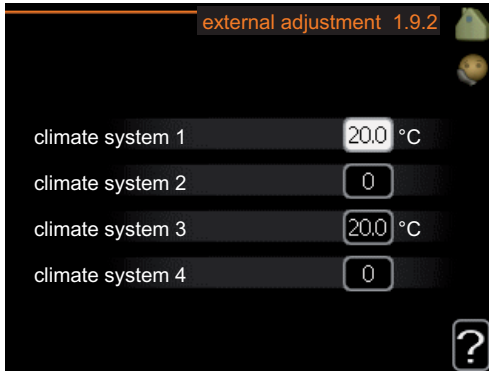 external adjustment 1.9.2
climate system 1 20.0 °C
climate system 2 0
climate system 3 20.0 °C
climate system 4 0
?